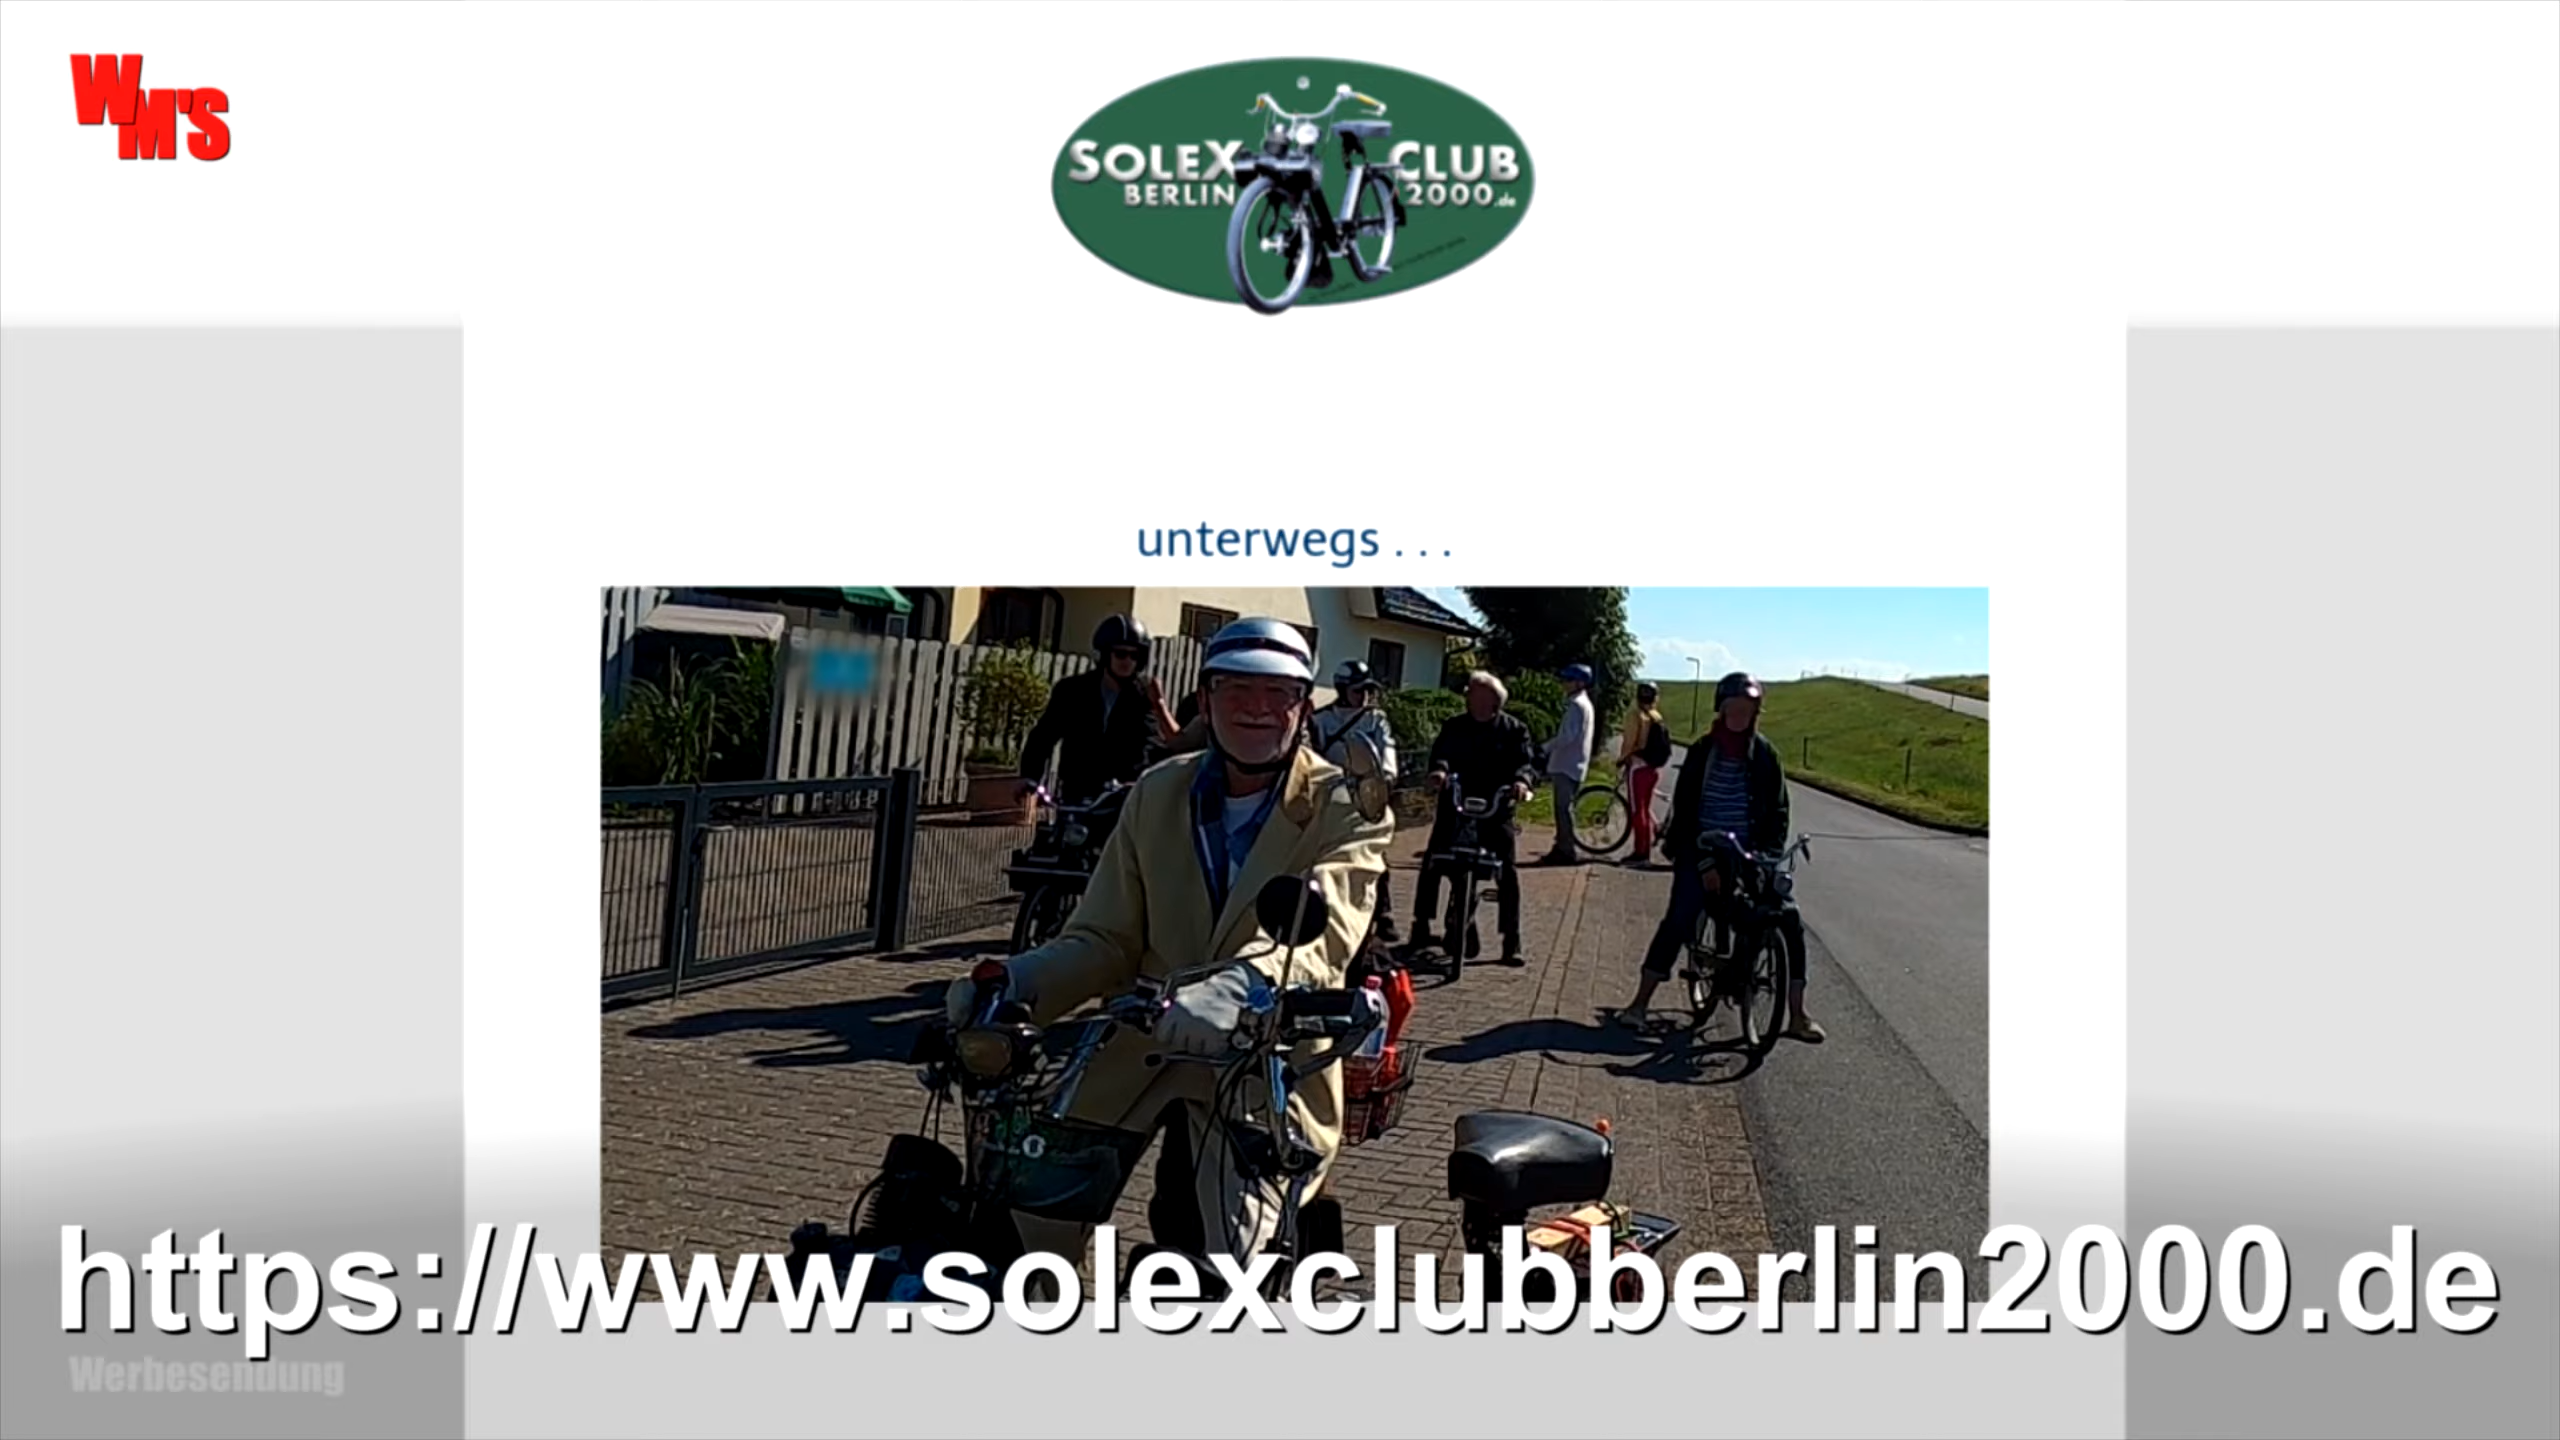 WM'S
SOLEX CLUB
BERLIN 2000.de
unterwegs . . .
https://www.solexclubberlin2000.de
Werbesendung